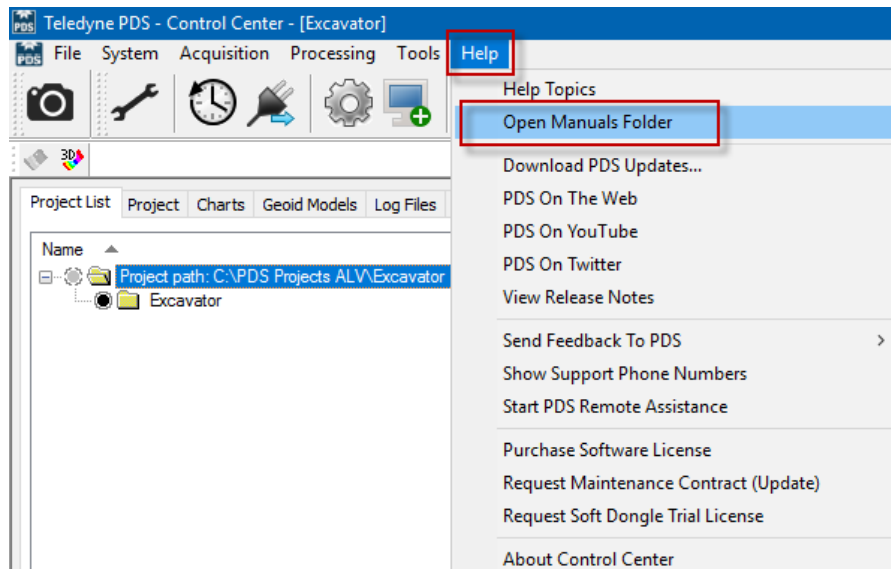 PDS Teledyne PDS - Control Center - [Excavator]
PDS File System Acquisition Processing Tools Help
3D
Project List Project Charts Geoid Models Log Files
Name
Project path: C:\PDS Projects ALV\Excavator
Excavator
Help Topics
Open Manuals Folder
Download PDS Updates...
PDS On The Web
PDS On YouTube
PDS On Twitter
View Release Notes
Send Feedback To PDS
Show Support Phone Numbers
Start PDS Remote Assistance
Purchase Software License
Request Maintenance Contract (Update)
Request Soft Dongle Trial License
About Control Center